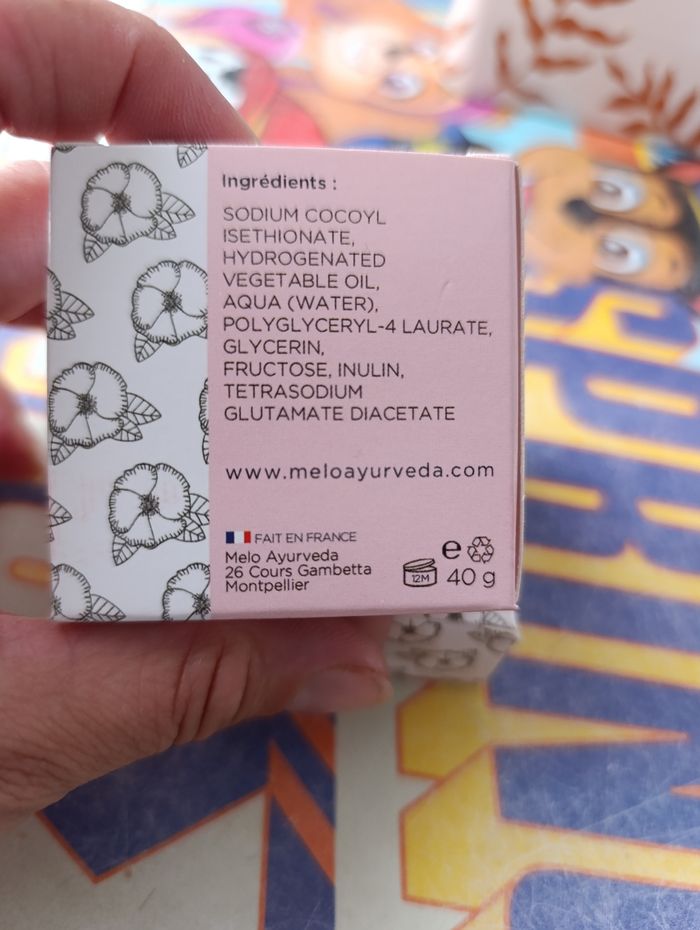 Ingrédients :
SODIUM COCOYL
ISETHIONATE,
HYDROGENATED
VEGETABLE OIL,
AQUA (WATER),
POLYGLYCERYL-4 LAURATE,
GLYCERIN,
FRUCTOSE, INULIN,
TETRASODIUM
GLUTAMATE DIACETATE
www.meloayurveda.com
FAIT EN FRANCE
Melo Ayurveda
26 Cours Gambetta
Montpellier
12M
e
40 g